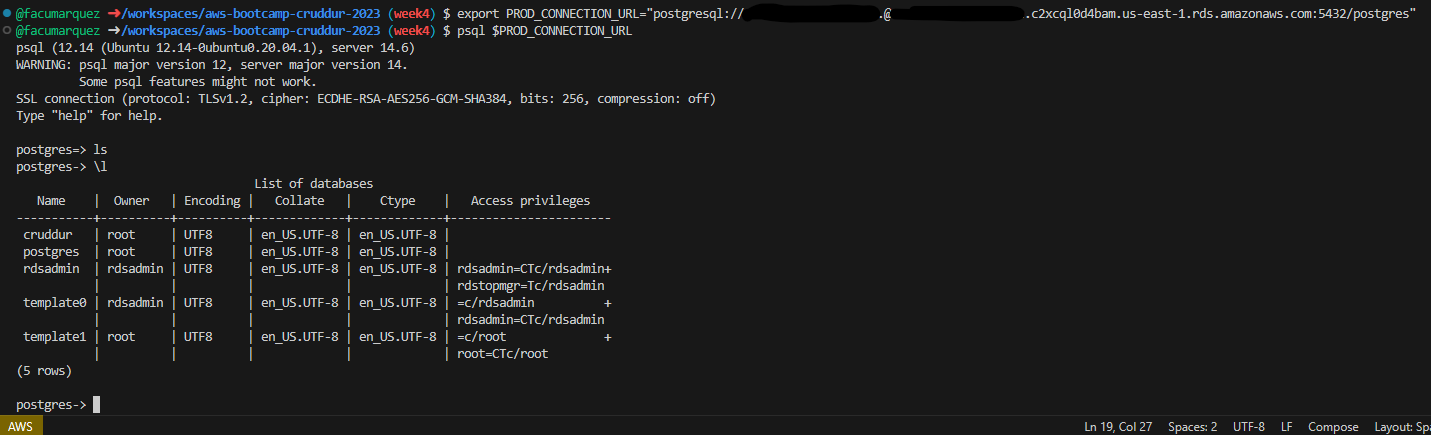 @facumarquez ➜/workspaces/aws-bootcamp-cruddur-2023 (week4) $ export PROD_CONNECTION_URL="postgresql:// .@ .c2xcql0d4bam.us-east-1.rds.amazonaws.com:5432/postgres"
@facumarquez ➜/workspaces/aws-bootcamp-cruddur-2023 (week4) $ psql $PROD_CONNECTION_URL
psql (12.14 (Ubuntu 12.14-0ubuntu0.20.04.1), server 14.6)
WARNING: psql major version 12, server major version 14.
         Some psql features might not work.
SSL connection (protocol: TLSv1.2, cipher: ECDHE-RSA-AES256-GCM-SHA384, bits: 256, compression: off)
Type "help" for help.

postgres=> ls
postgres-> \l
                                  List of databases
   Name    |  Owner   | Encoding |   Collate   |    Ctype    |   Access privileges
-----------+----------+----------+-------------+-------------+-----------------------
 cruddur   | root     | UTF8     | en_US.UTF-8 | en_US.UTF-8 |
 postgres  | root     | UTF8     | en_US.UTF-8 | en_US.UTF-8 |
 rdsadmin  | rdsadmin | UTF8     | en_US.UTF-8 | en_US.UTF-8 | rdsadmin=CTc/rdsadmin+
           |          |          |             |             | rdstopmgr=Tc/rdsadmin
 template0 | rdsadmin | UTF8     | en_US.UTF-8 | en_US.UTF-8 | =c/rdsadmin          +
           |          |          |             |             | rdsadmin=CTc/rdsadmin
 template1 | root     | UTF8     | en_US.UTF-8 | en_US.UTF-8 | =c/root              +
           |          |          |             |             | root=CTc/root
(5 rows)

postgres->
AWS Ln 19, Col 27 Spaces: 2 UTF-8 LF Compose Layout: Spa